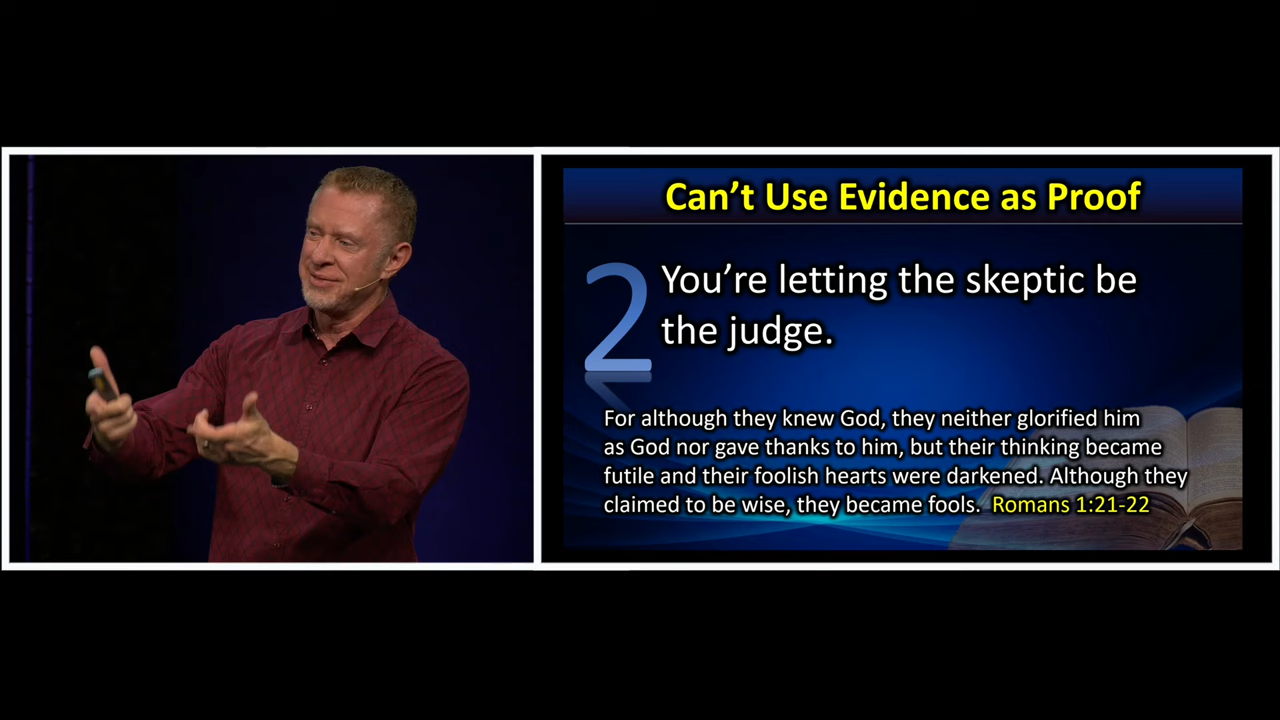 Can’t Use Evidence as Proof
2
You’re letting the skeptic be
the judge.
For although they knew God, they neither glorified him
as God nor gave thanks to him, but their thinking became
futile and their foolish hearts were darkened. Although they
claimed to be wise, they became fools. Romans 1:21-22